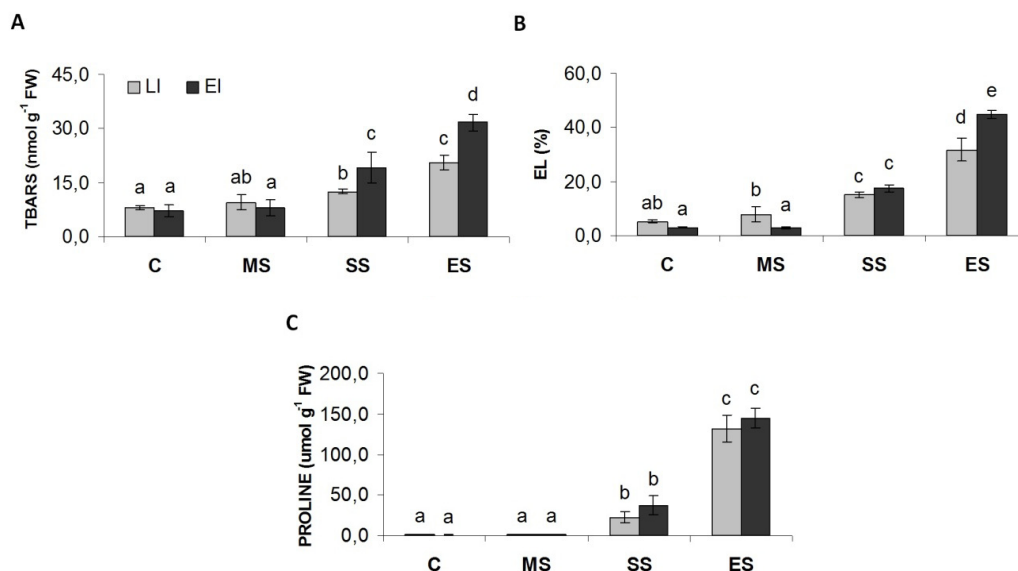 A
TBARS (nmol g-1 FW)
45,0
30,0
15,0
0,0
LI EI
a a ab a b c c d
C MS SS ES
B
EL (%)
60,0
40,0
20,0
0,0
ab a b a c c d e
C MS SS ES
C
PROLINE (umol g-1 FW)
200,0
150,0
100,0
50,0
0,0
a a a a b b c c
C MS SS ES